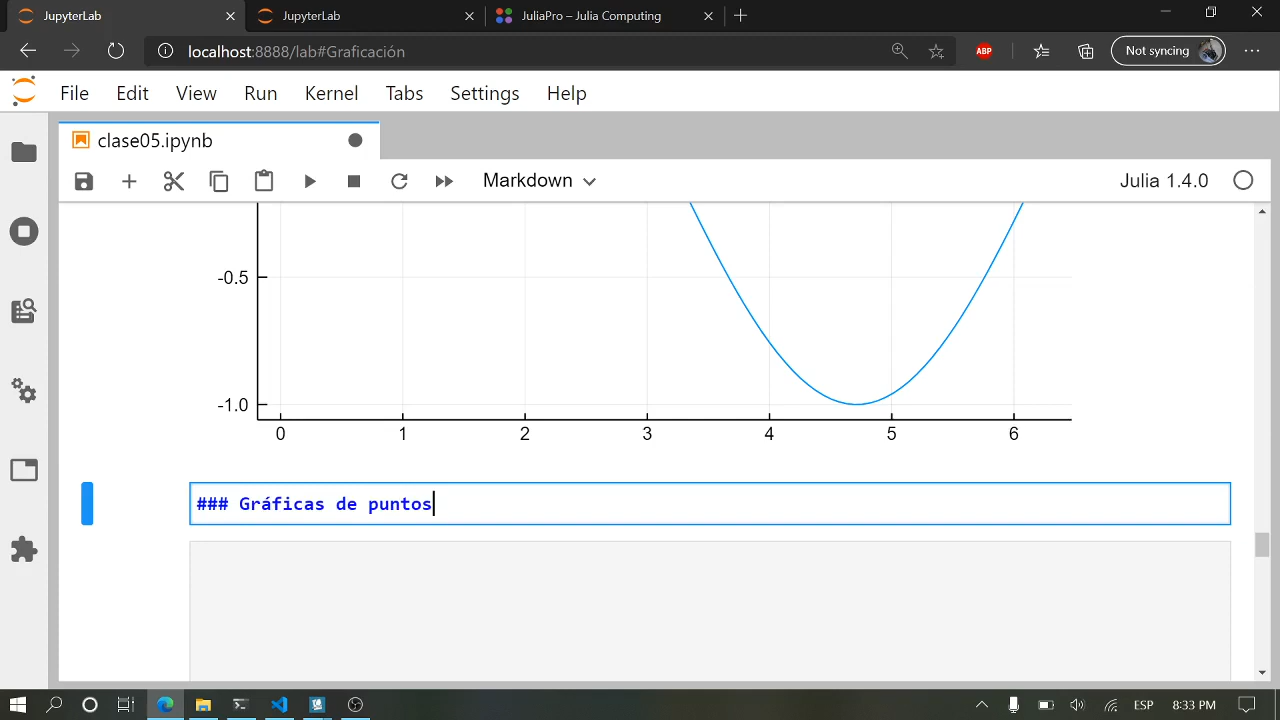 JupyterLab
JupyterLab
JuliaPro – Julia Computing
localhost:8888/lab#Graficación
ABP
Not syncing
File Edit View Run Kernel Tabs Settings Help
clase05.ipynb
Markdown
Julia 1.4.0
-0.5
-1.0
0 1 2 3 4 5 6
### Gráficas de puntos
ESP
8:33 PM